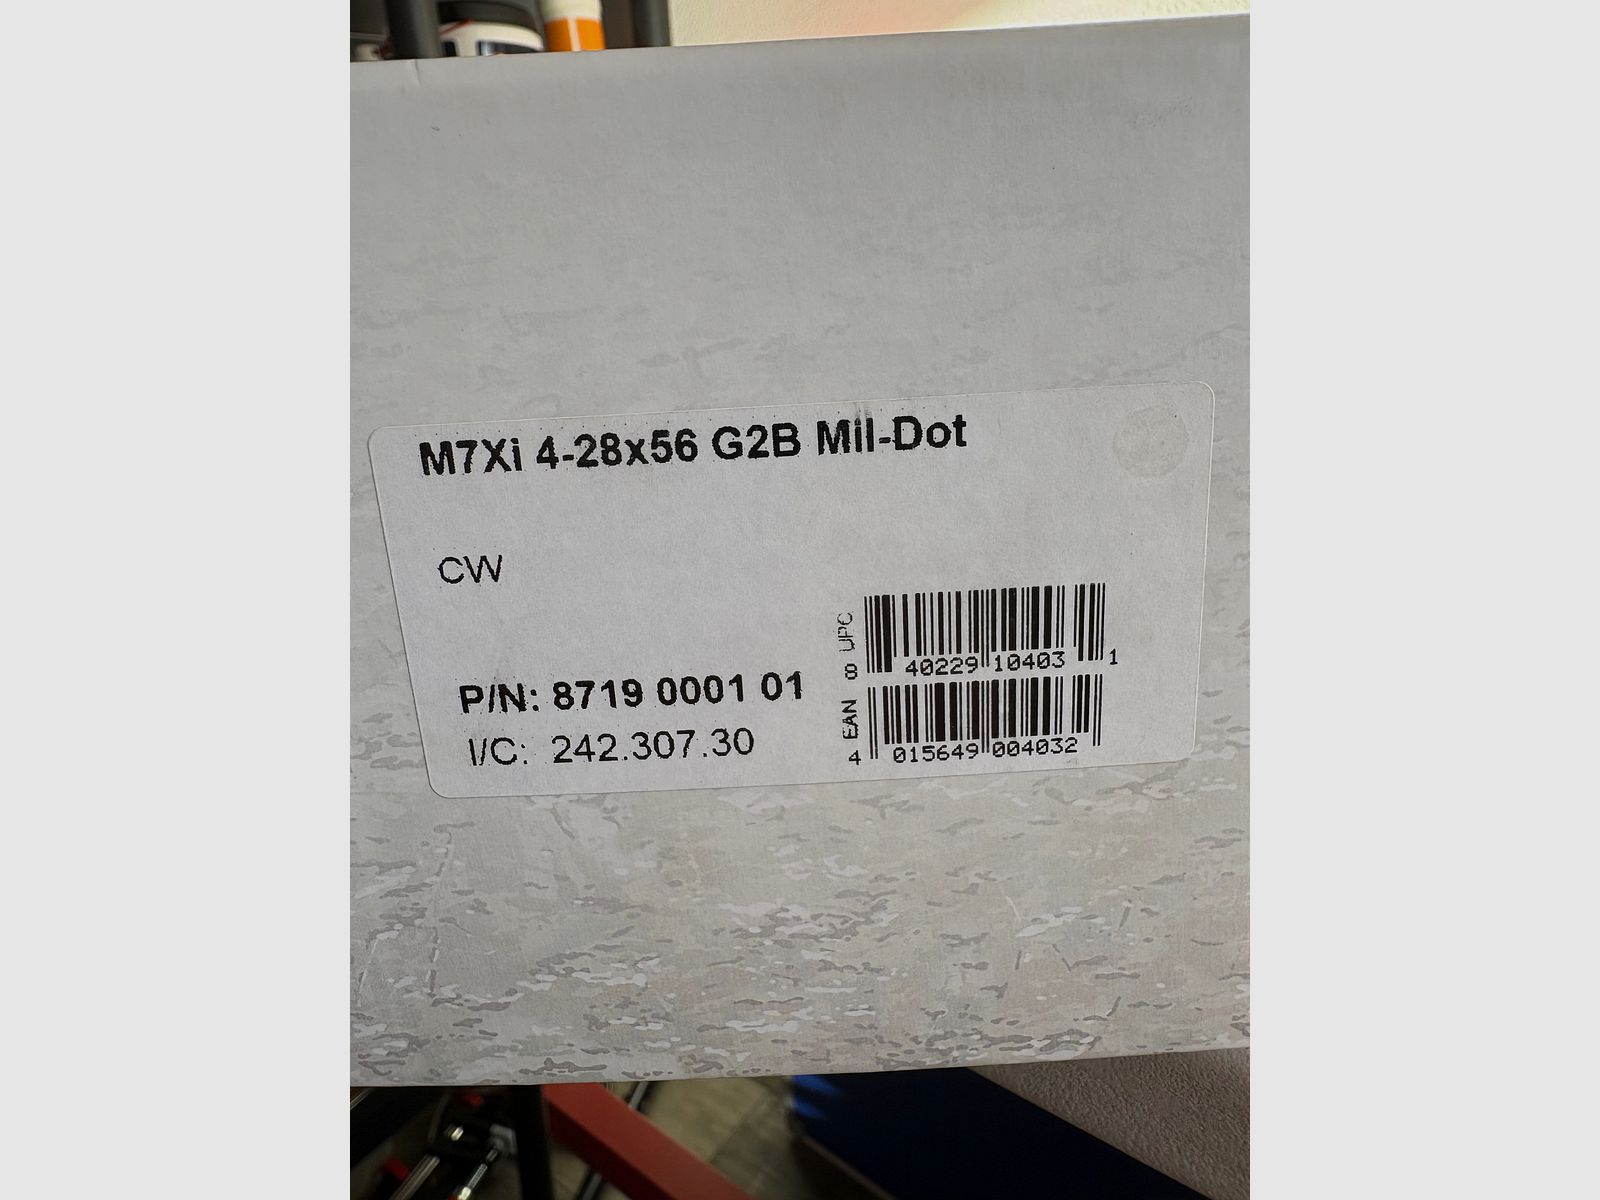 M7Xi 4-28x56 G2B Mil-Dot
CW
P/N: 8719 0001 01
I/C: 242.307.30
UPC
8 40229 10403 1
EAN
4 015649 004032